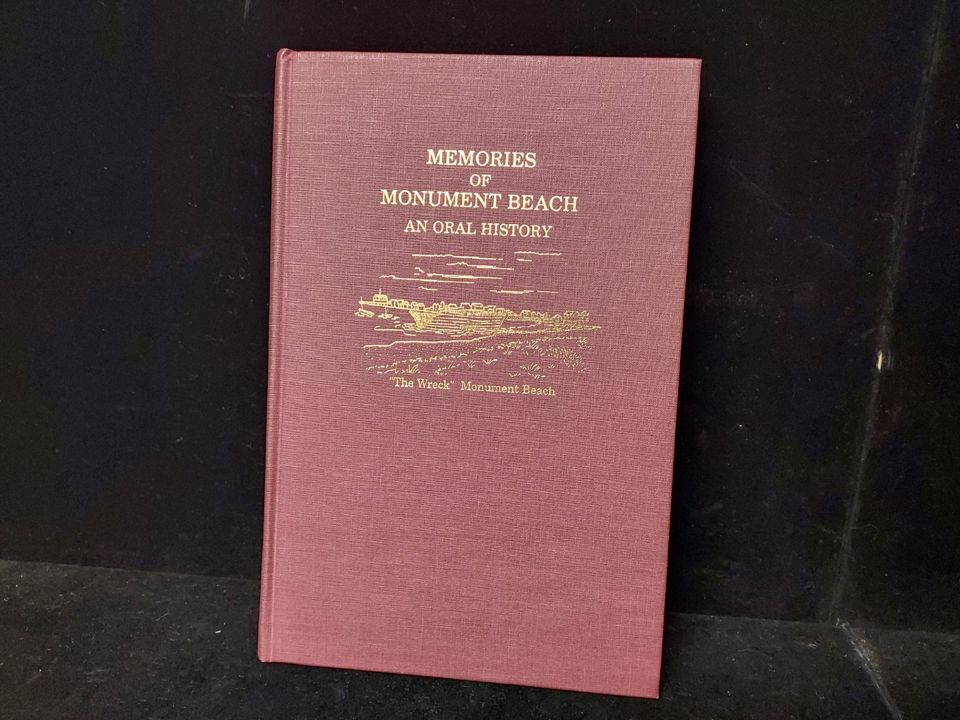 MEMORIES
OF
MONUMENT BEACH
AN ORAL HISTORY
"The Wreck" Monument Beach